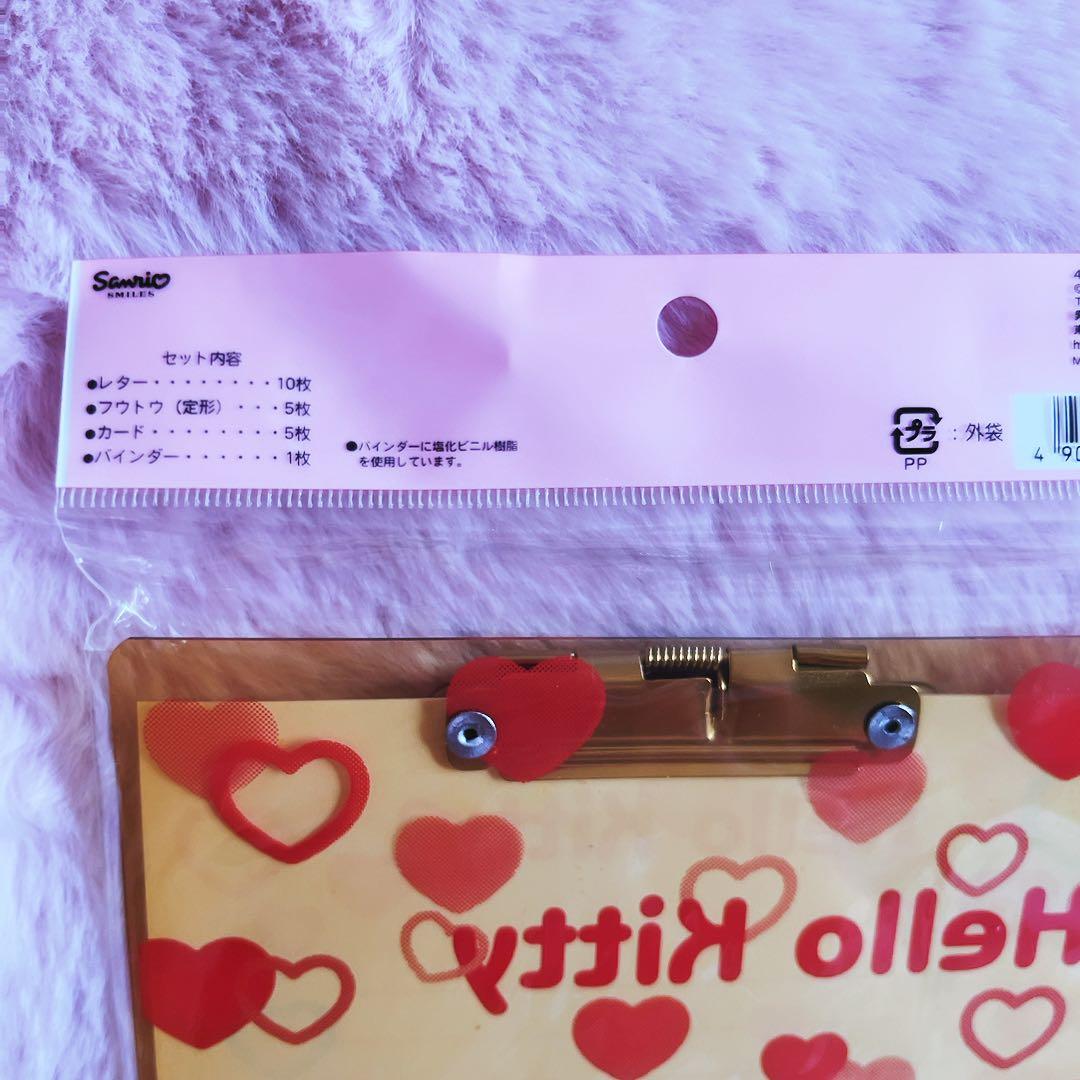 Sanrio
SMILES
セット内容
●レター・・・・・・・・10枚
●フウトウ（定形）・・・5枚
●カード・・・・・・・・5枚
●バインダー・・・・・・1枚
●バインダーに塩化ビニル樹脂
を使用しています。
プラ
PP
：外袋
4 90
Hello Kitty